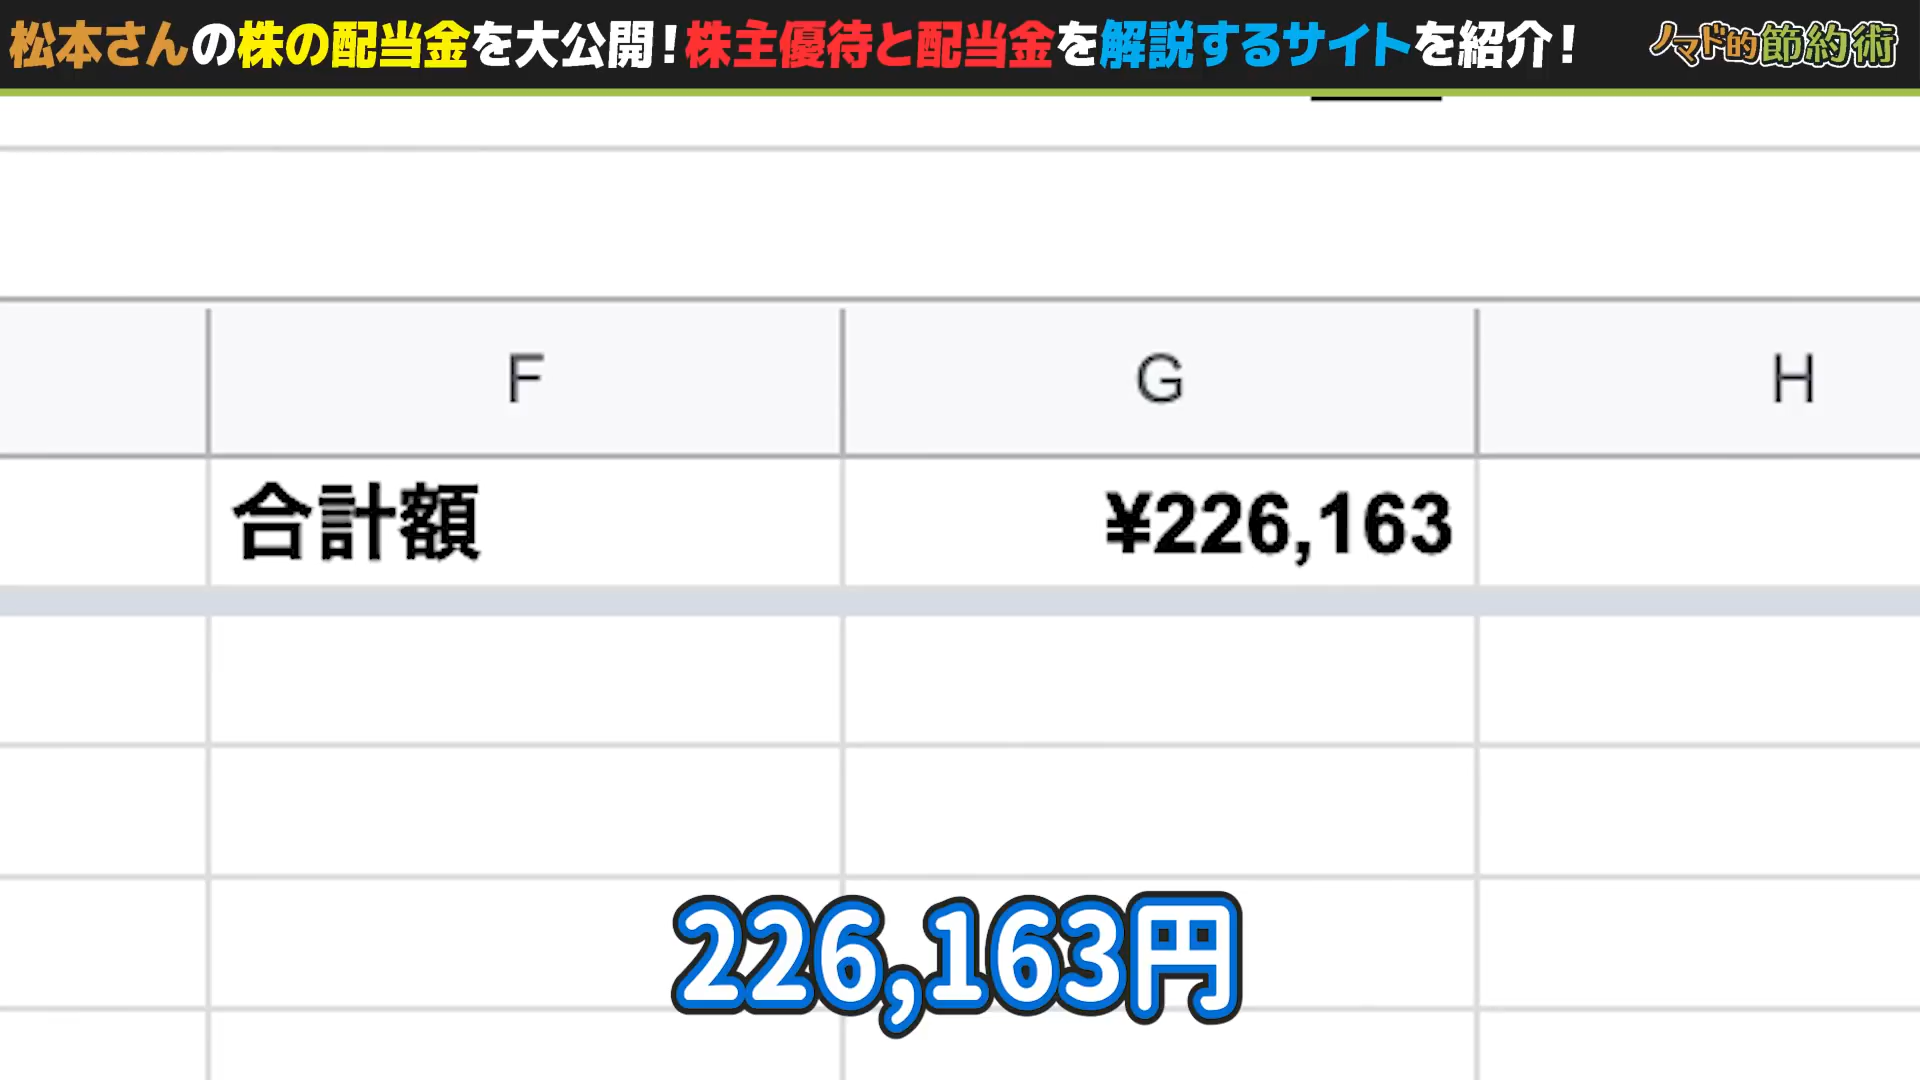 松本さんの株の配当金を大公開!株主優待と配当金を解説するサイトを紹介!
ノマド的節約術
F G H
合計額 ¥226,163
226,163円